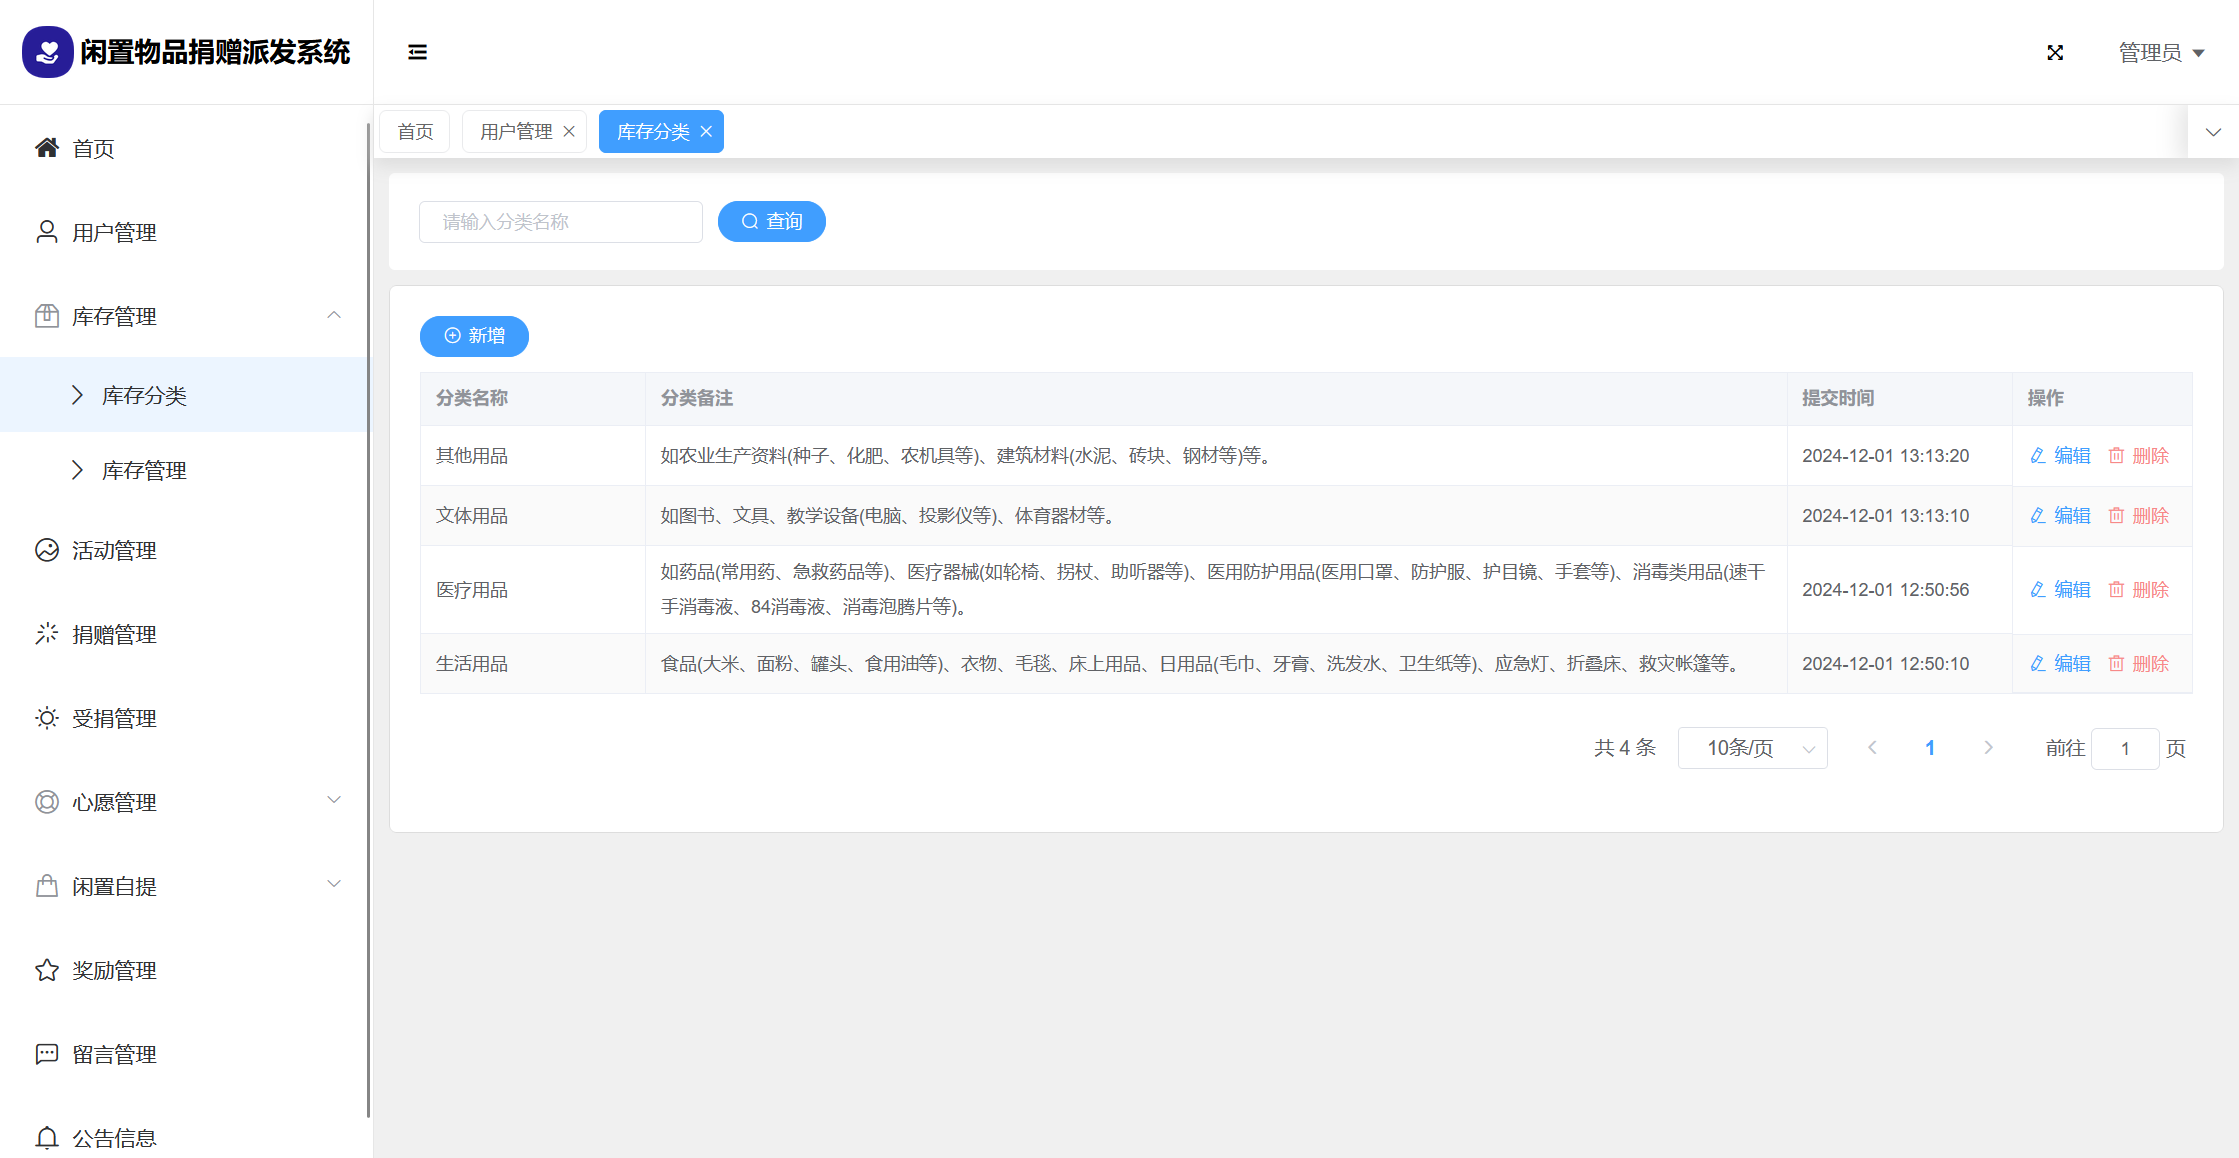 闲置物品捐赠派发系统
管理员
首页
用户管理
库存管理
库存分类
库存管理
活动管理
捐赠管理
受捐管理
心愿管理
闲置自提
奖励管理
留言管理
公告信息
首页 用户管理 库存分类
请输入分类名称 查询
新增
分类名称 分类备注 提交时间 操作
其他用品 如农业生产资料(种子、化肥、农机具等)、建筑材料(水泥、砖块、钢材等)等。 2024-12-01 13:13:20 编辑 删除
文体用品 如图书、文具、教学设备(电脑、投影仪等)、体育器材等。 2024-12-01 13:13:10 编辑 删除
医疗用品 如药品(常用药、急救药品等)、医疗器械(如轮椅、拐杖、助听器等)、医用防护用品(医用口罩、防护服、护目镜、手套等)、消毒类用品(速干
手消毒液、84消毒液、消毒泡腾片等)。 2024-12-01 12:50:56 编辑 删除
生活用品 食品(大米、面粉、罐头、食用油等)、衣物、毛毯、床上用品、日用品(毛巾、牙膏、洗发水、卫生纸等)、应急灯、折叠床、救灾帐篷等。 2024-12-01 12:50:10 编辑 删除
共 4 条 10条/页 1 前往 1 页